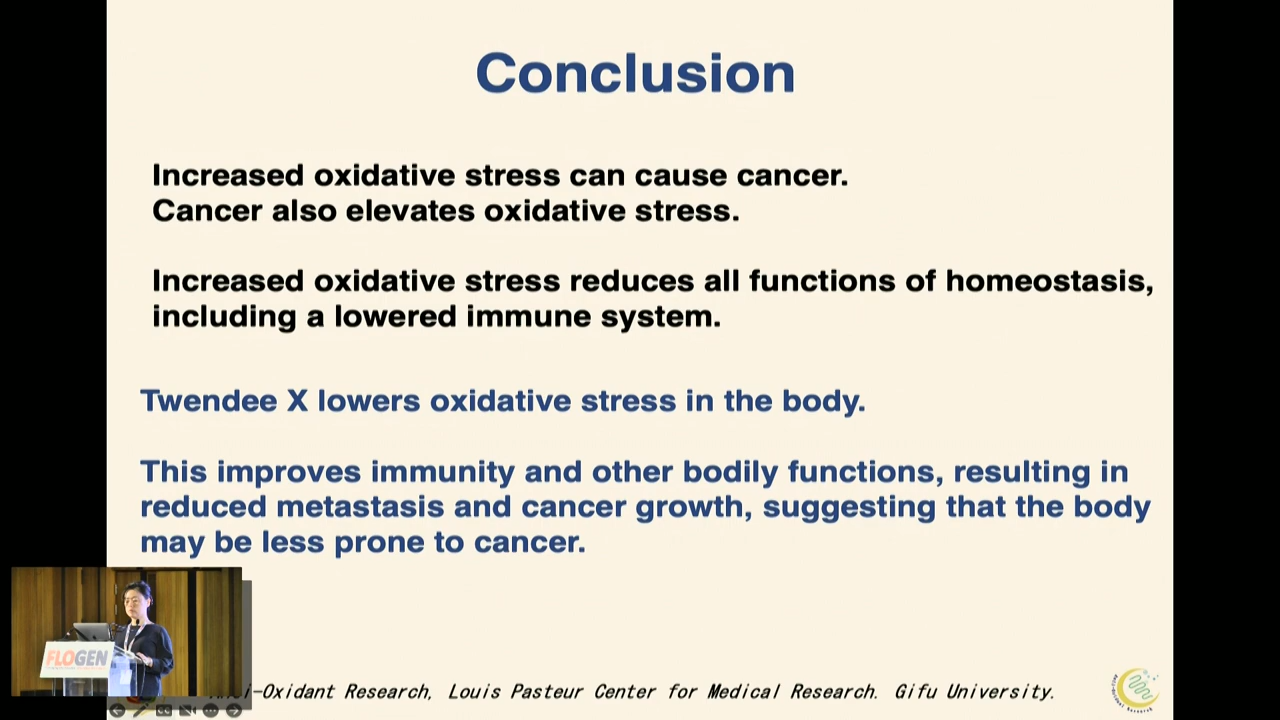 Conclusion
Increased oxidative stress can cause cancer.
Cancer also elevates oxidative stress.
Increased oxidative stress reduces all functions of homeostasis,
including a lowered immune system.
Twendee X lowers oxidative stress in the body.
This improves immunity and other bodily functions, resulting in
reduced metastasis and cancer growth, suggesting that the body
may be less prone to cancer.
FLOGEN
-Oxidant Research, Louis Pasteur Center for Medical Research. Gifu University.